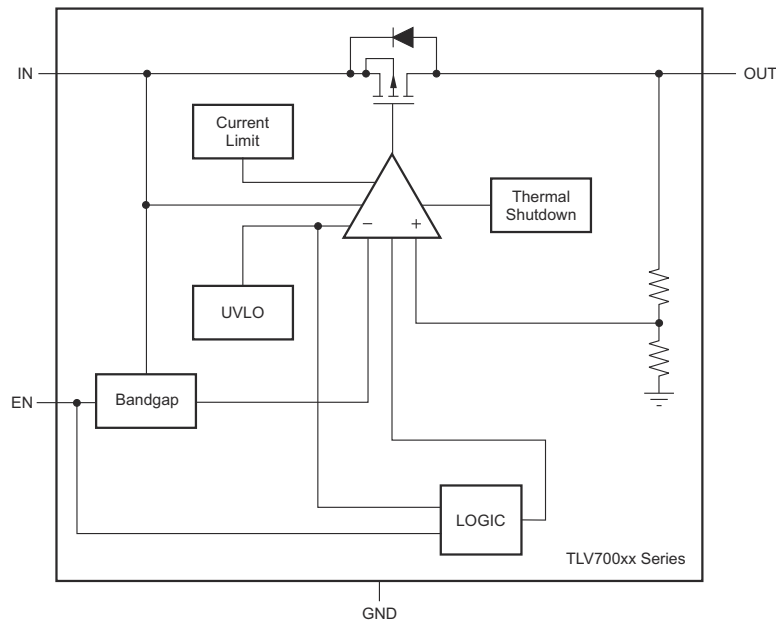 IN
OUT
Current
Limit
Thermal
Shutdown
−
+
UVLO
EN
Bandgap
LOGIC
TLV700xx Series
GND